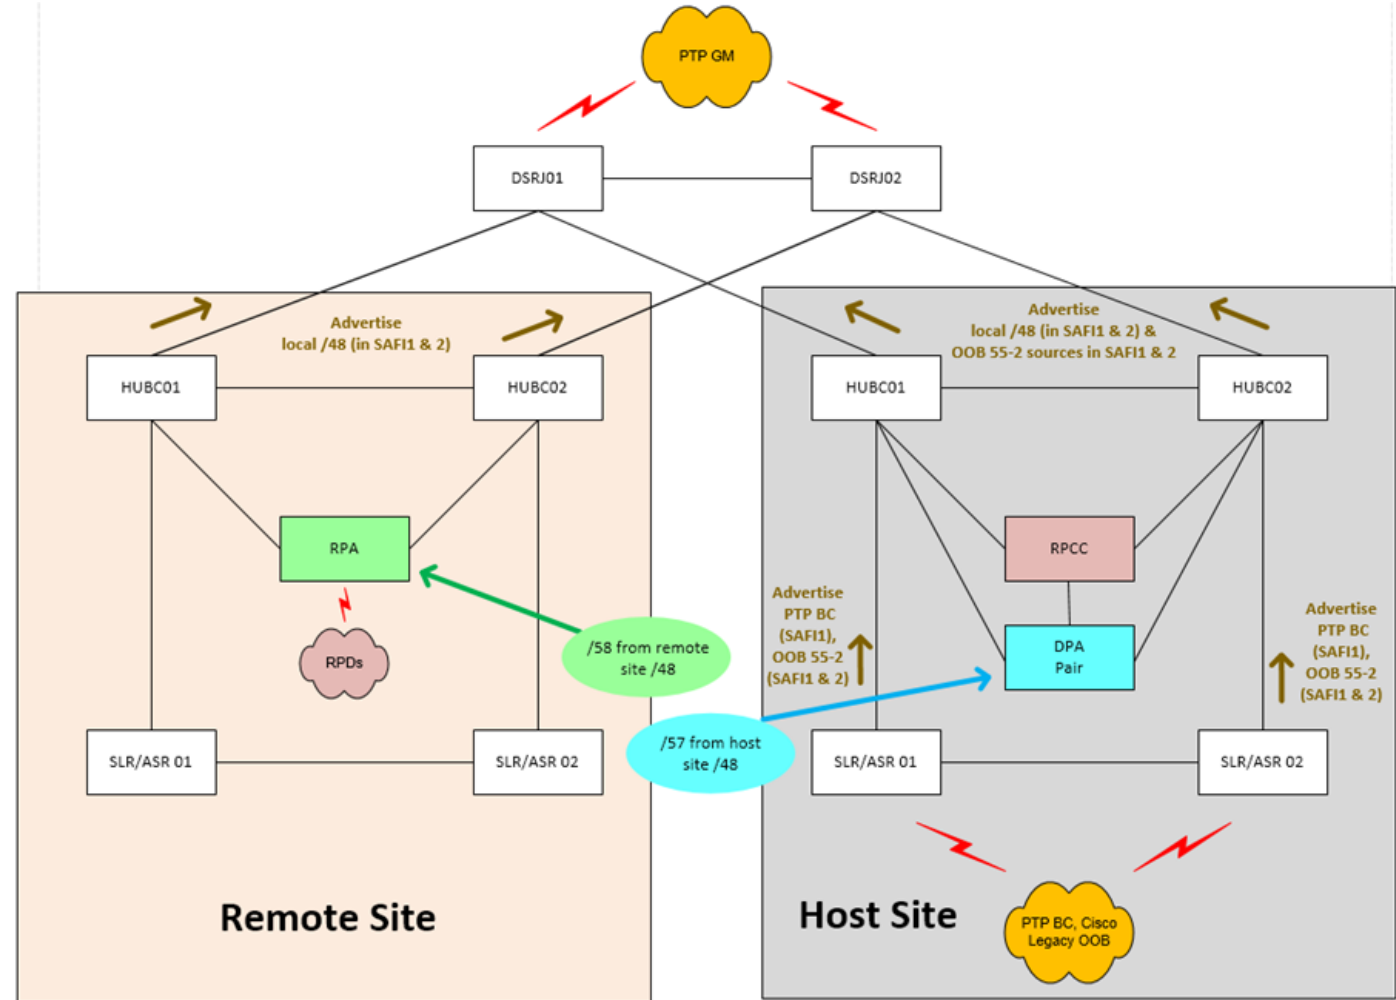 PTP GM
DSRJ01
DSRJ02
Advertise
local /48 (in SAFI1 & 2)
Advertise
local /48 (in SAFI1 & 2) &
OOB 55-2 sources in SAFI1 & 2
HUBC01
HUBC02
HUBC01
HUBC02
RPA
RPCC
RPDs
/58 from remote
site /48
Advertise
PTP BC
(SAFI1),
OOB 55-2
(SAFI1 & 2)
DPA
Pair
Advertise
PTP BC
(SAFI1),
OOB 55-2
(SAFI1 & 2)
/57 from host
site /48
SLR/ASR 01
SLR/ASR 02
SLR/ASR 01
SLR/ASR 02
Remote Site
Host Site
PTP BC, Cisco
Legacy OOB